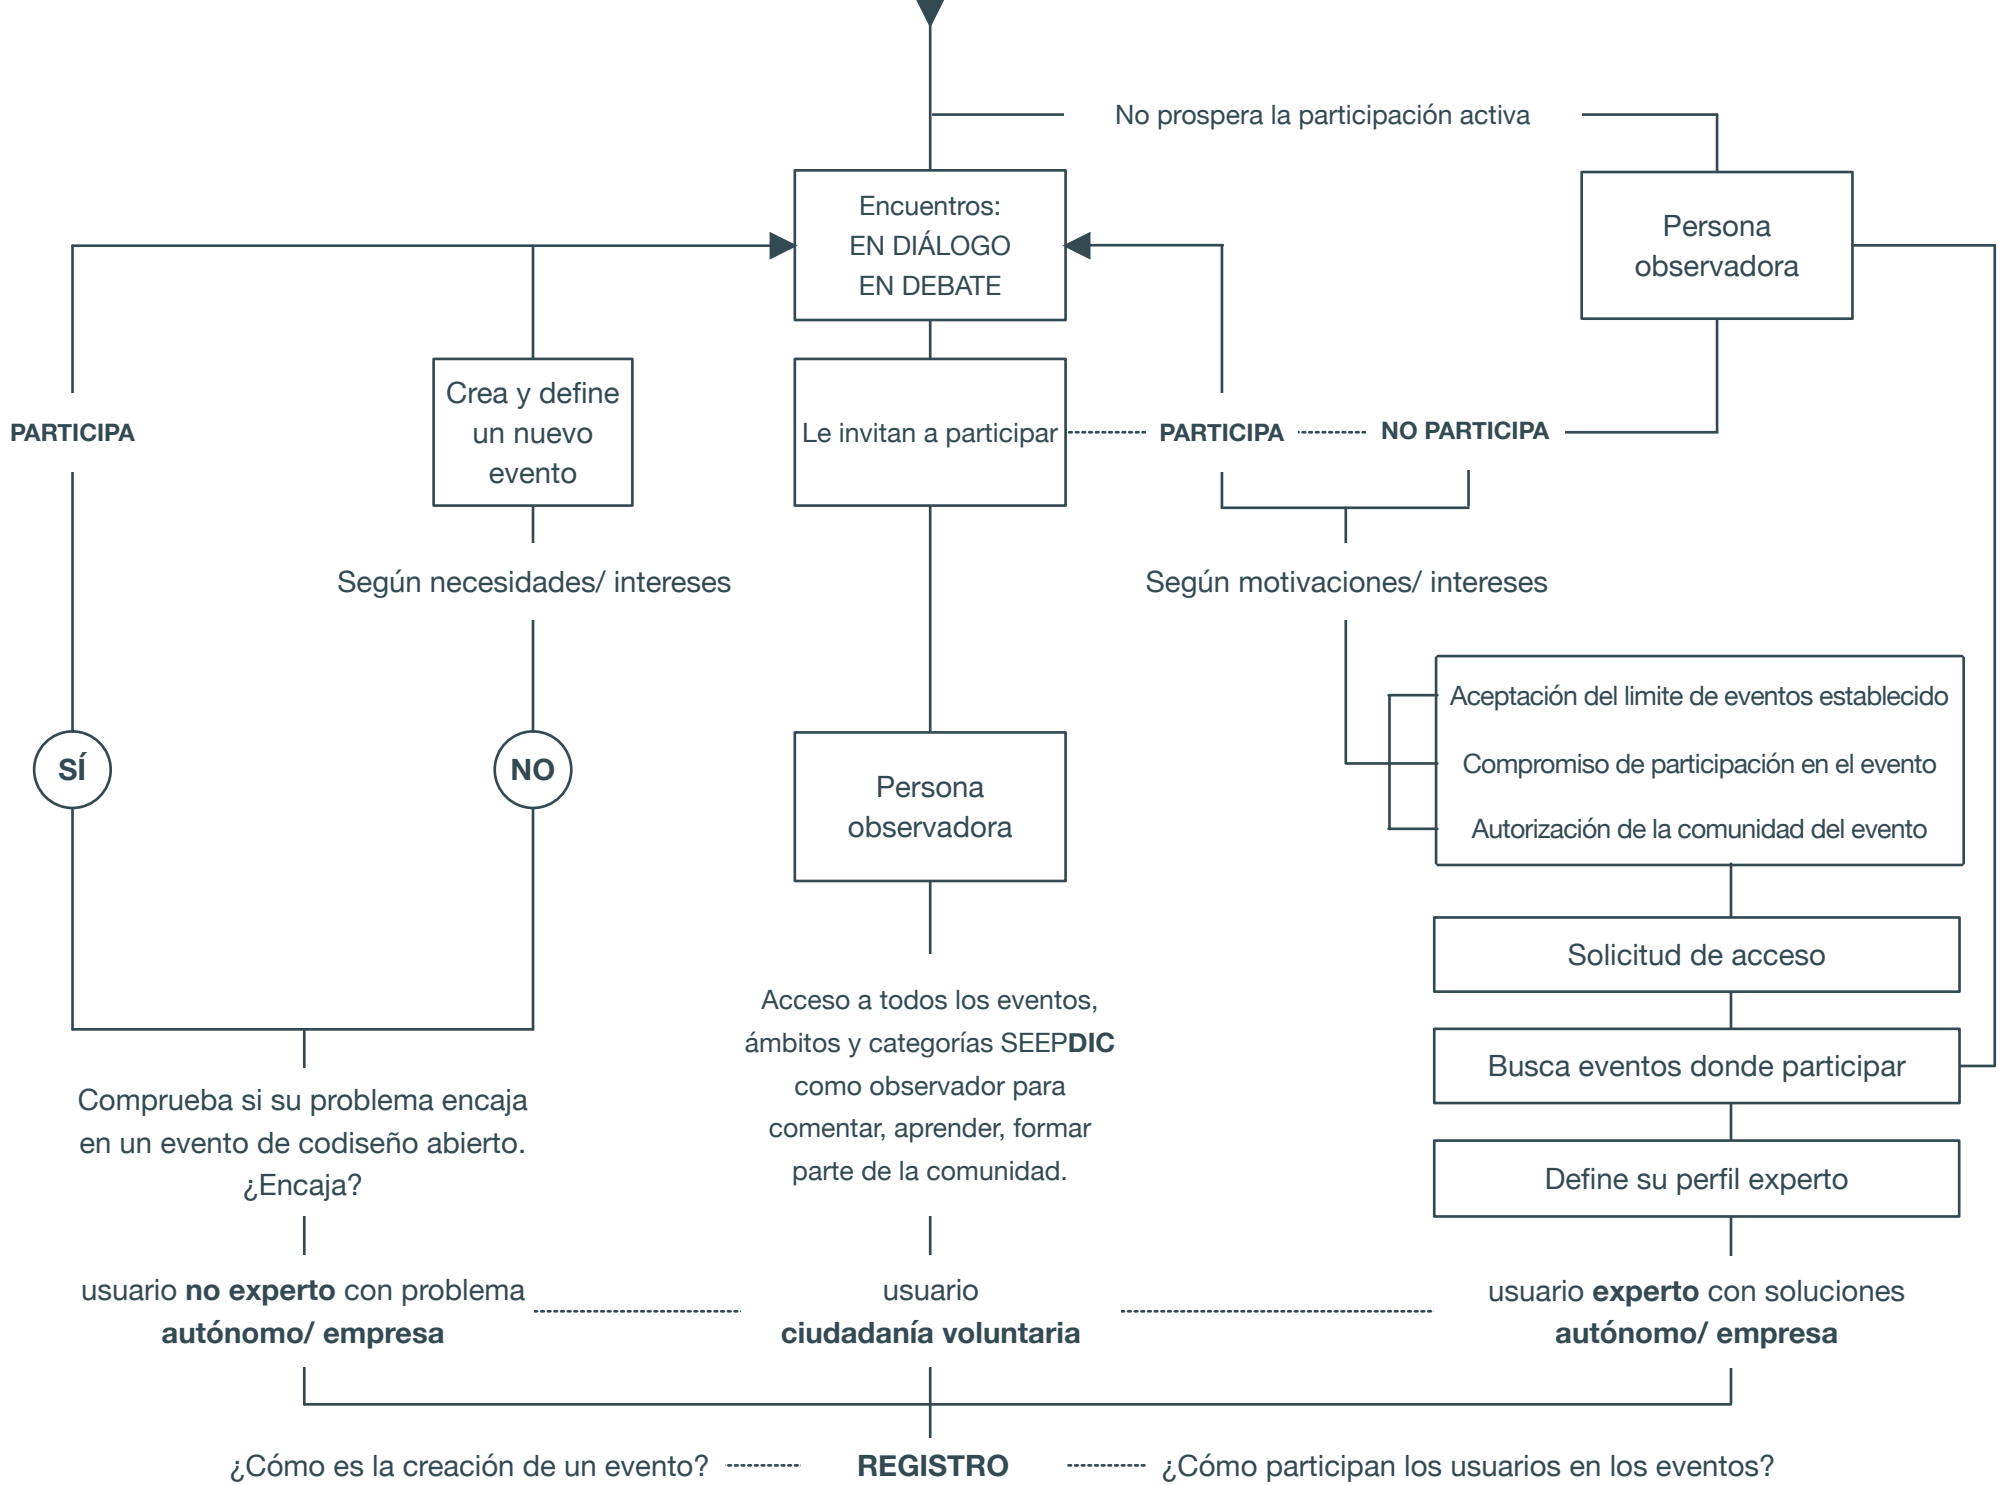 No prospera la participación activa
Encuentros:
EN DIÁLOGO
EN DEBATE
Persona
observadora
Crea y define
un nuevo
evento
PARTICIPA
Le invitan a participar
PARTICIPA
NO PARTICIPA
Según necesidades/ intereses
Según motivaciones/ intereses
SÍ
NO
Persona
observadora
Aceptación del limite de eventos establecido
Compromiso de participación en el evento
Autorización de la comunidad del evento
Solicitud de acceso
Busca eventos donde participar
Define su perfil experto
Acceso a todos los eventos,
ámbitos y categorías SEEPDIC
como observador para
comentar, aprender, formar
parte de la comunidad.
Comprueba si su problema encaja
en un evento de codiseño abierto.
¿Encaja?
usuario no experto con problema
autónomo/ empresa
usuario
ciudadanía voluntaria
usuario experto con soluciones
autónomo/ empresa
¿Cómo es la creación de un evento?
REGISTRO
¿Cómo participan los usuarios en los eventos?